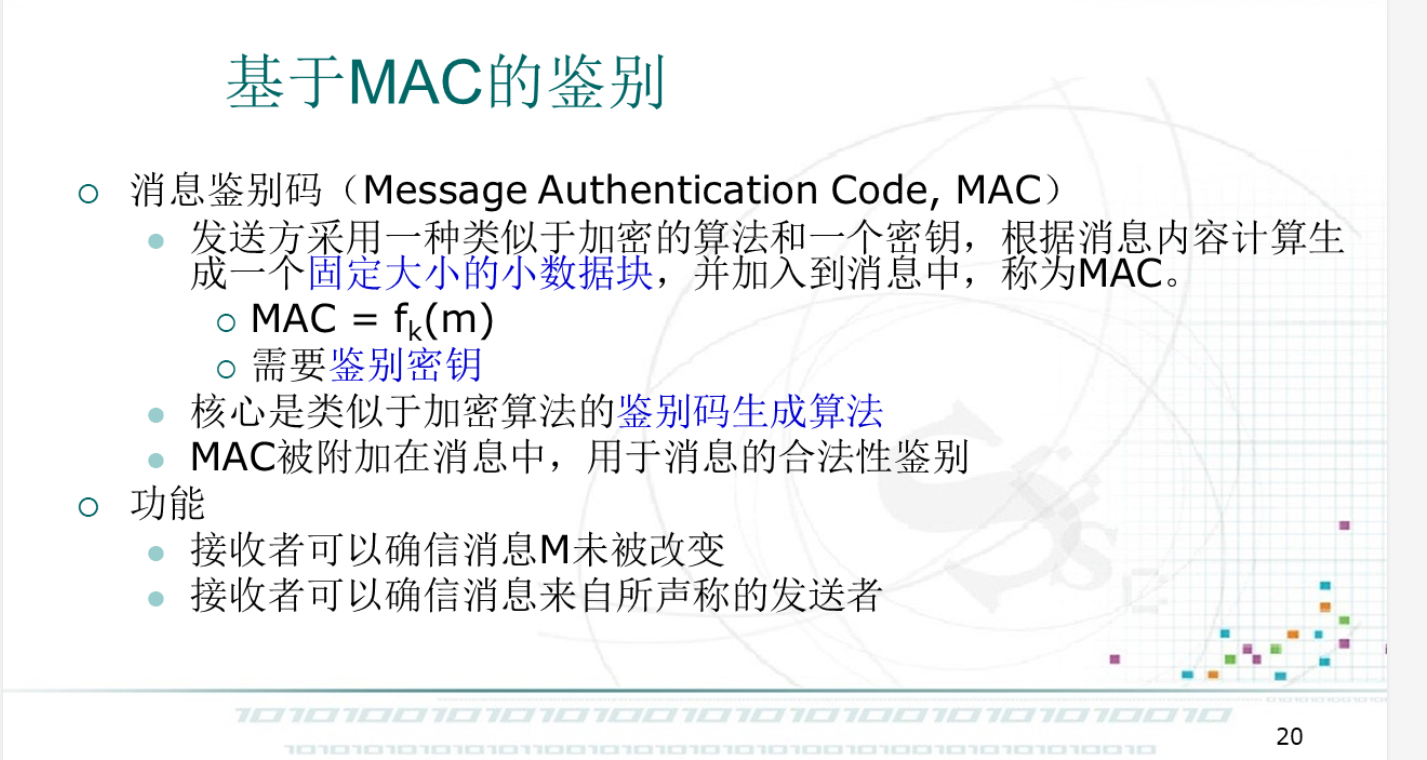 基于MAC的鉴别
消息鉴别码（Message Authentication Code, MAC）
发送方采用一种类似于加密的算法和一个密钥，根据消息内容计算生
成一个固定大小的小数据块，并加入到消息中，称为MAC。
MAC = fk(m)
需要鉴别密钥
核心是类似于加密算法的鉴别码生成算法
MAC被附加在消息中，用于消息的合法性鉴别
功能
接收者可以确信消息M未被改变
接收者可以确信消息来自所声称的发送者
20